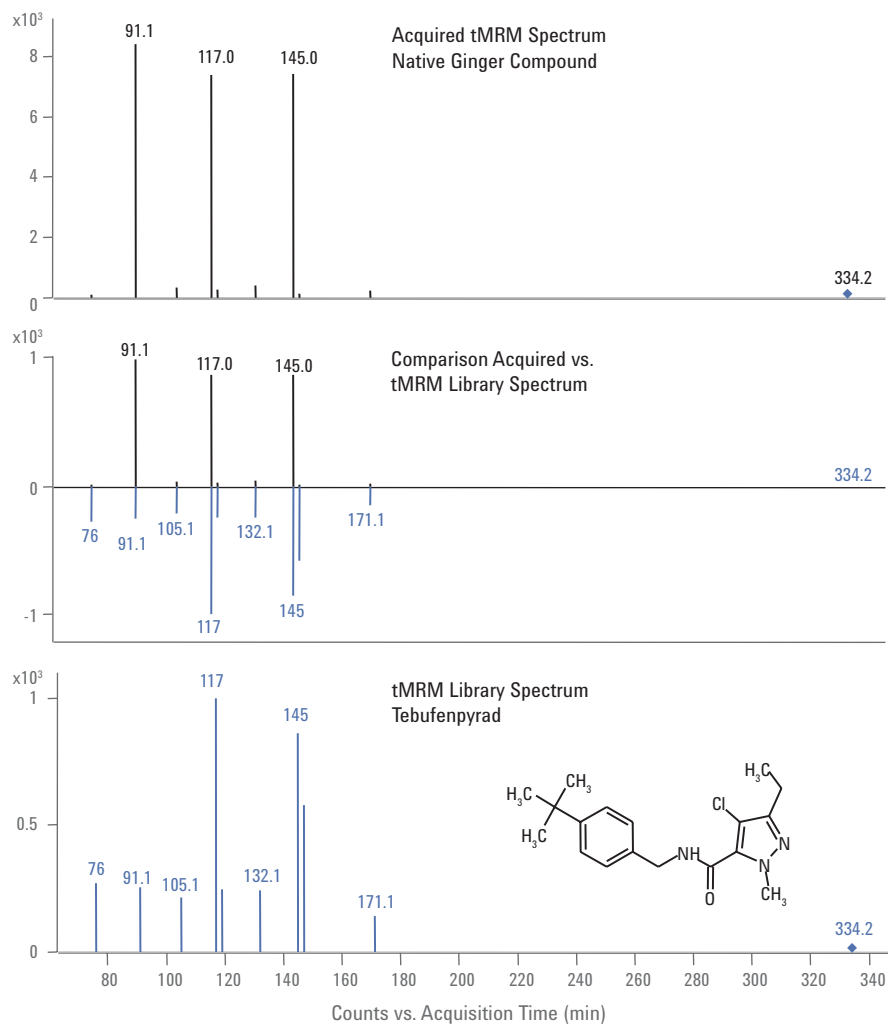 x10³
8
6
4
2
0
91.1
117.0
145.0
334.2
Acquired tMRM Spectrum
Native Ginger Compound
x10³
1
0
-1
91.1
117.0
145.0
Comparison Acquired vs.
tMRM Library Spectrum
334.2
76
91.1
105.1
117
132.1
145
171.1
x10³
1
0.5
0
76
91.1
105.1
117
132.1
145
171.1
334.2
tMRM Library Spectrum
Tebufenpyrad
H₃C
CH₃
H₃C
NH
O
Cl
H₃C
N
N
CH₃
80 100 120 140 160 180 200 220 240 260 280 300 320 340
Counts vs. Acquisition Time (min)